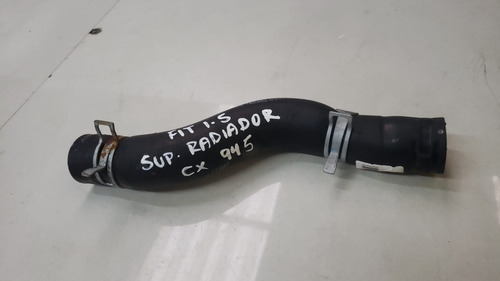 FIT 1.5
SUP. RADIADOR
CX 945